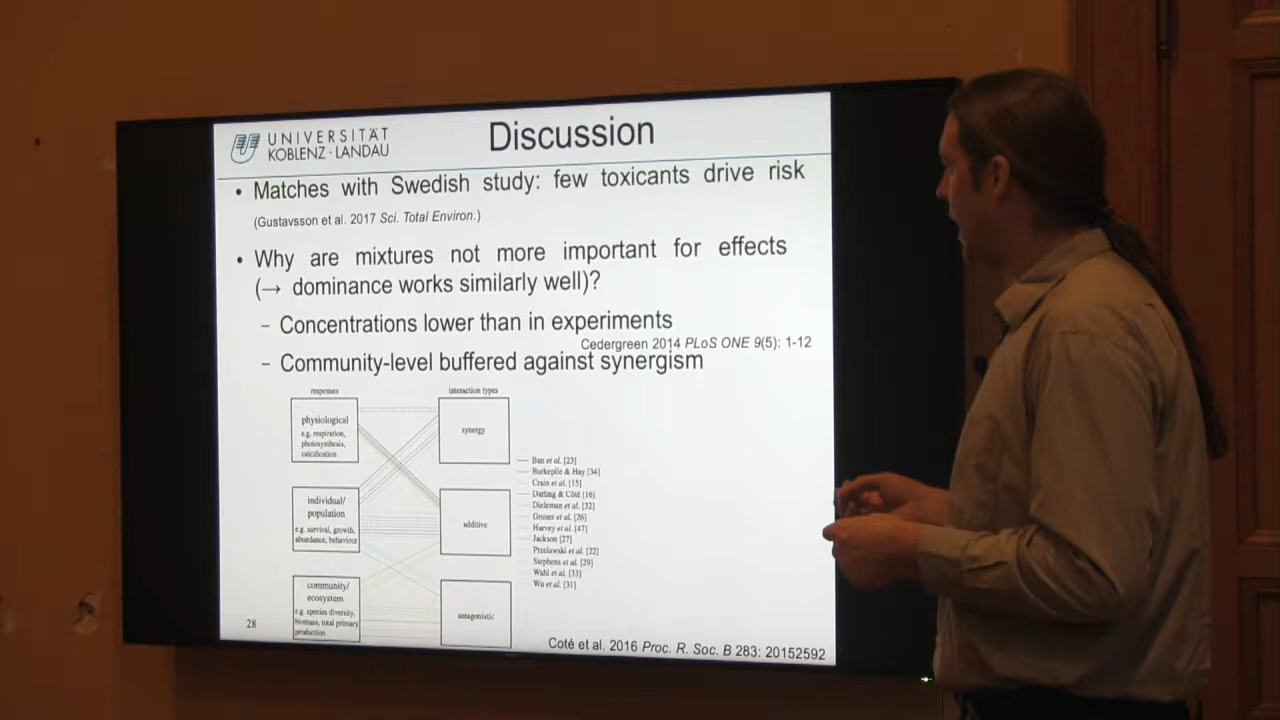 UNIVERSITÄT
KOBLENZ · LANDAU
Discussion
• Matches with Swedish study: few toxicants drive risk
(Gustavsson et al. 2017 Sci. Total Environ.)
• Why are mixtures not more important for effects
(→ dominance works similarly well)?
– Concentrations lower than in experiments
Cedergreen 2014 PLoS ONE 9(5): 1-12
– Community-level buffered against synergism
responses
interaction types
physiological
e.g. respiration,
photosynthesis,
calcification
synergy
individual/
population
e.g. survival, growth,
abundance, behaviour
additive
community/
ecosystem
e.g. species diversity,
biomass, total primary
production
antagonistic
Ban et al. [23]
Burkepile & Hay [34]
Crain et al. [15]
Darling & Côté [16]
Dieleman et al. [32]
Gruner et al. [26]
Harvey et al. [47]
Jackson [27]
Przeslawski et al. [22]
Stephens et al. [29]
Wahl et al. [33]
Wu et al. [31]
28
Coté et al. 2016 Proc. R. Soc. B 283: 20152592